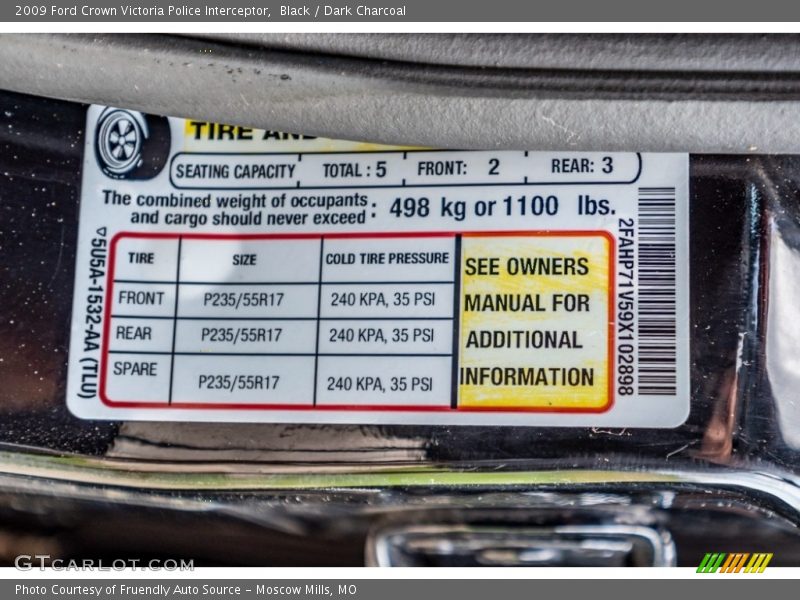 2009 Ford Crown Victoria Police Interceptor, Black / Dark Charcoal
TIRE AND
SEATING CAPACITY TOTAL : 5 FRONT: 2 REAR: 3
The combined weight of occupants
and cargo should never exceed : 498 kg or 1100 lbs.
TIRE SIZE COLD TIRE PRESSURE
FRONT P235/55R17 240 KPA, 35 PSI
REAR P235/55R17 240 KPA, 35 PSI
SPARE P235/55R17 240 KPA, 35 PSI
SEE OWNERS
MANUAL FOR
ADDITIONAL
INFORMATION
5U5A-1532-AA (TLU)
2FAHP71V59X102898
GTCARLOT.COM
Photo Courtesy of Fruendly Auto Source - Moscow Mills, MO